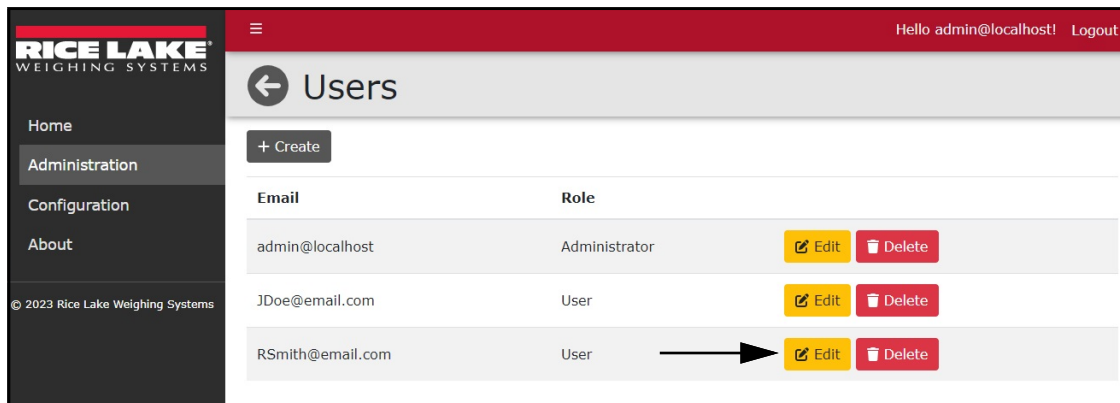 RICE LAKE
WEIGHING SYSTEMS
Home
Administration
Configuration
About
© 2023 Rice Lake Weighing Systems
Hello admin@localhost! Logout
Users
+ Create
Email Role
admin@localhost Administrator Edit Delete
JDoe@email.com User Edit Delete
RSmith@email.com User Edit Delete